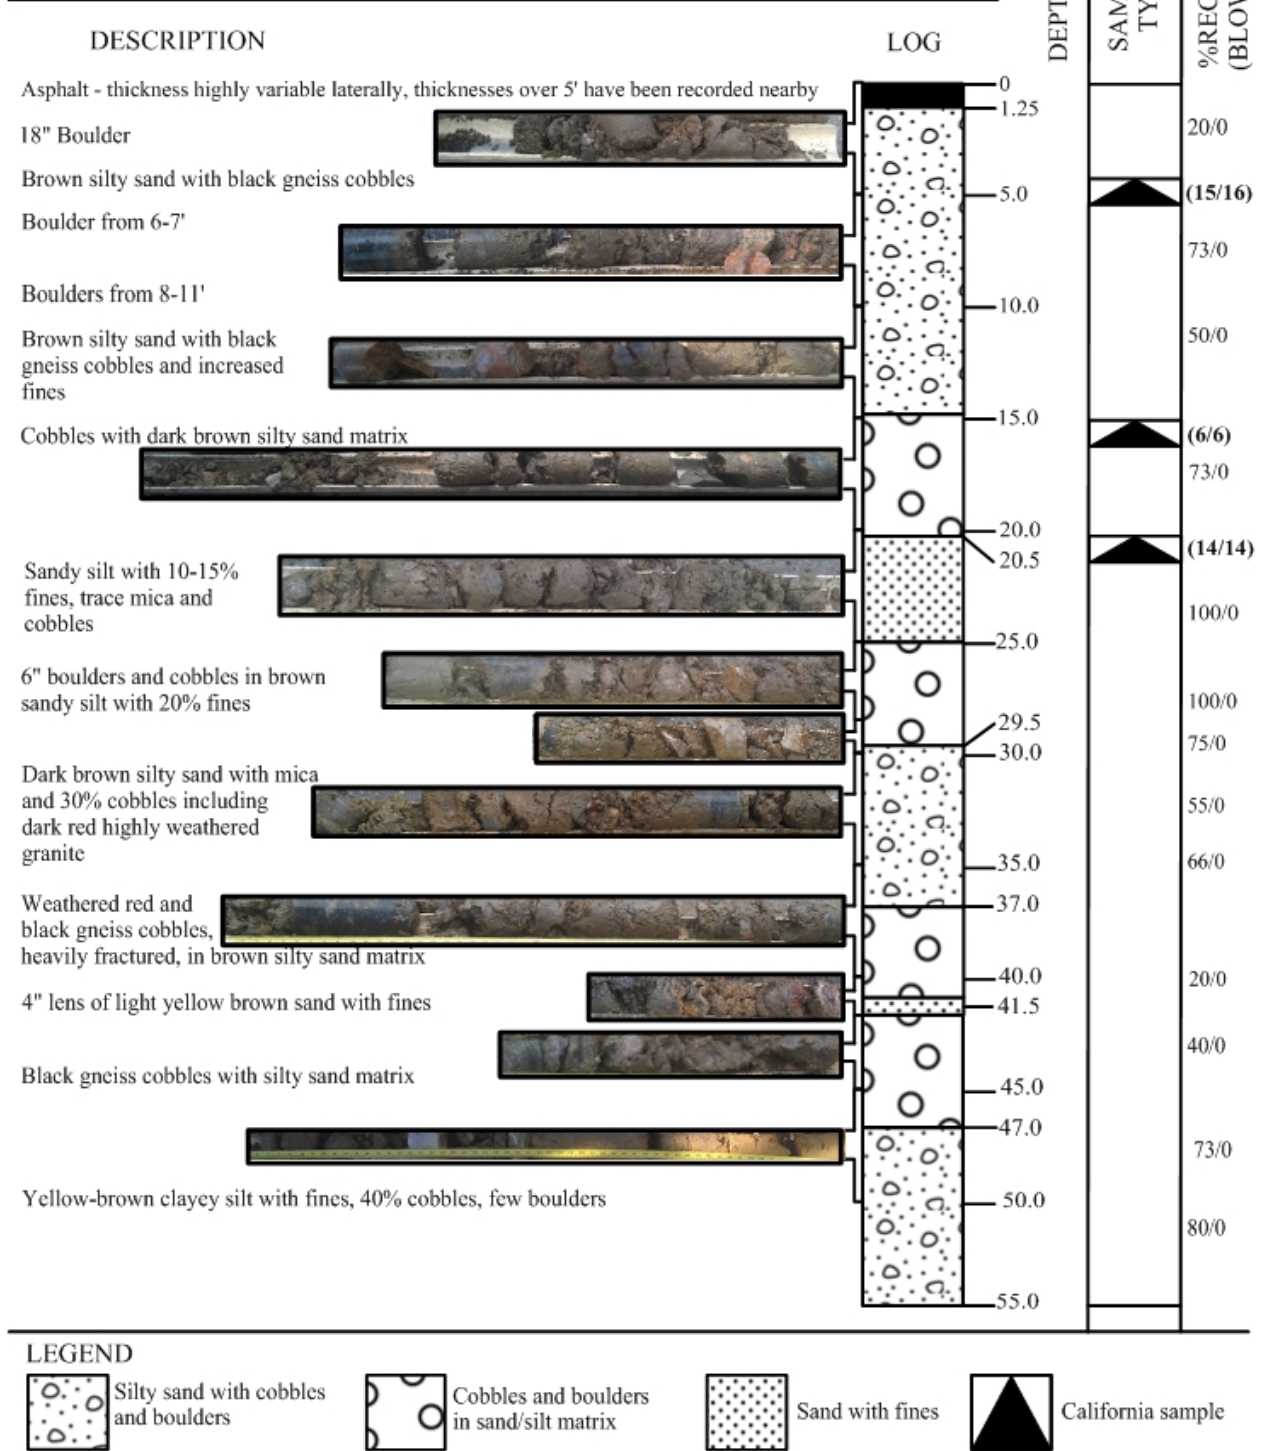 DESCRIPTION
LOG
DEPT
SAM
TY
%REC
(BLOV
Asphalt - thickness highly variable laterally, thicknesses over 5' have been recorded nearby
18" Boulder
Brown silty sand with black gneiss cobbles
Boulder from 6-7'
Boulders from 8-11'
Brown silty sand with black
gneiss cobbles and increased
fines
Cobbles with dark brown silty sand matrix
Sandy silt with 10-15%
fines, trace mica and
cobbles
6" boulders and cobbles in brown
sandy silt with 20% fines
Dark brown silty sand with mica
and 30% cobbles including
dark red highly weathered
granite
Weathered red and
black gneiss cobbles,
heavily fractured, in brown silty sand matrix
4" lens of light yellow brown sand with fines
Black gneiss cobbles with silty sand matrix
Yellow-brown clayey silt with fines, 40% cobbles, few boulders
0
1.25
5.0
10.0
15.0
20.0
20.5
25.0
29.5
30.0
35.0
37.0
40.0
41.5
45.0
47.0
50.0
55.0
20/0
(15/16)
73/0
50/0
(6/6)
73/0
(14/14)
100/0
100/0
75/0
55/0
66/0
20/0
40/0
73/0
80/0
LEGEND
Silty sand with cobbles
and boulders
Cobbles and boulders
in sand/silt matrix
Sand with fines
California sample